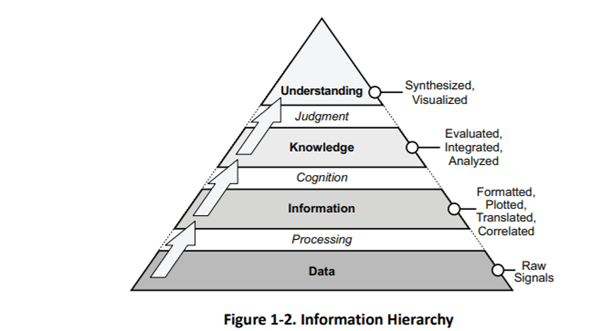 Understanding
Synthesized,
Visualized
Judgment
Knowledge
Evaluated,
Integrated,
Analyzed
Cognition
Information
Formatted,
Plotted,
Translated,
Correlated
Processing
Data
Raw
Signals
Figure 1-2. Information Hierarchy